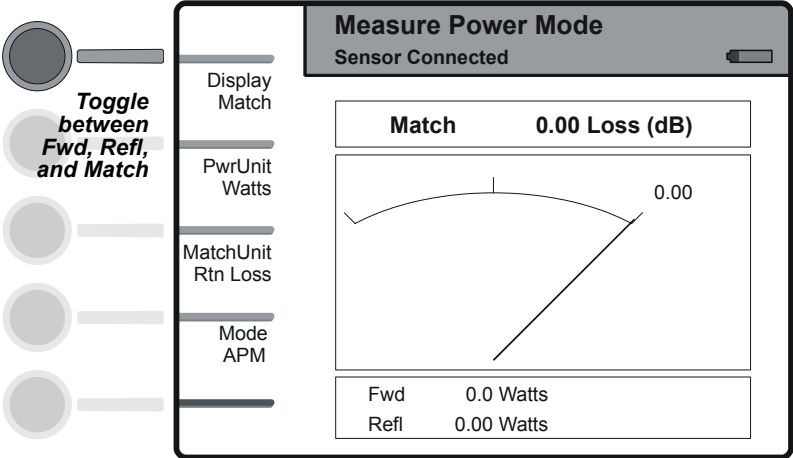 Measure Power Mode
Sensor Connected
Toggle
between
Fwd, Refl,
and Match
Display
Match
PwrUnit
Watts
MatchUnit
Rtn Loss
Mode
APM
Match 0.00 Loss (dB)
0.00
Fwd 0.0 Watts
Refl 0.00 Watts